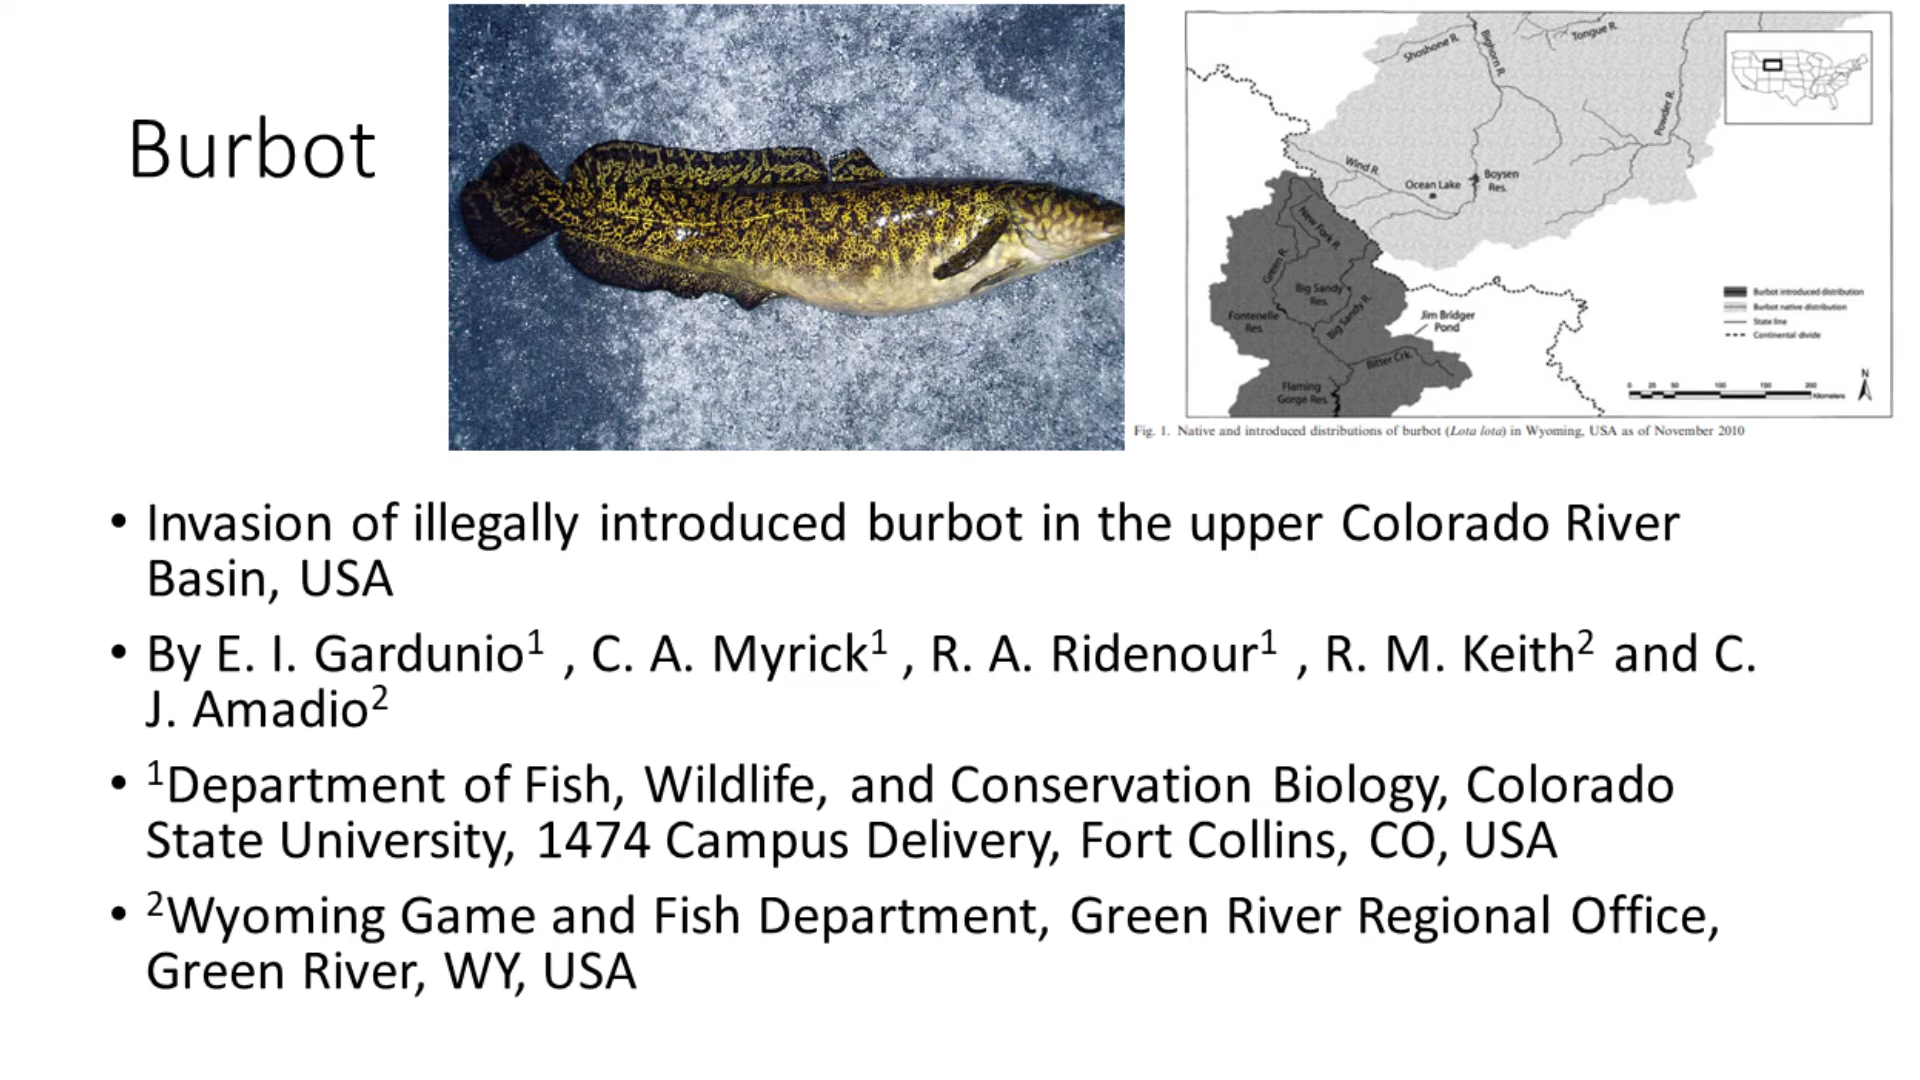 Burbot
Shoshone R.
Bighorn R.
Tongue R.
Powder R.
Wind R.
Ocean Lake
Boysen
Res.
New Fork R.
Green R.
Big Sandy
Res.
Big Sandy R.
Fontenelle
Res.
Jim Bridger
Pond
Bitter Crk.
Flaming
Gorge Res.
Burbot introduced distribution
Burbot native distribution
State line
Continental divide
N
0 25 50 100 150 200
Kilometers
Fig. 1. Native and introduced distributions of burbot (Lota lota) in Wyoming, USA as of November 2010
• Invasion of illegally introduced burbot in the upper Colorado River
Basin, USA
• By E. I. Gardunio¹ , C. A. Myrick¹ , R. A. Ridenour¹ , R. M. Keith² and C.
J. Amadio²
• ¹Department of Fish, Wildlife, and Conservation Biology, Colorado
State University, 1474 Campus Delivery, Fort Collins, CO, USA
• ²Wyoming Game and Fish Department, Green River Regional Office,
Green River, WY, USA